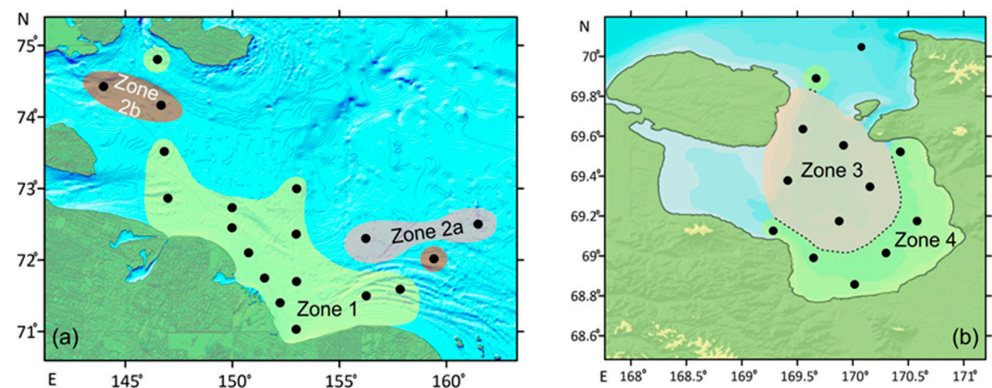 N
75°
74°
73°
72°
71°
E
145°
150°
155°
160°
Zone
2b
Zone 2a
Zone 1
(a)
N
70°
69.8°
69.6°
69.4°
69.2°
69°
68.8°
68.6°
E
168°
168.5°
169°
169.5°
170°
170.5°
171°
Zone 3
Zone 4
(b)